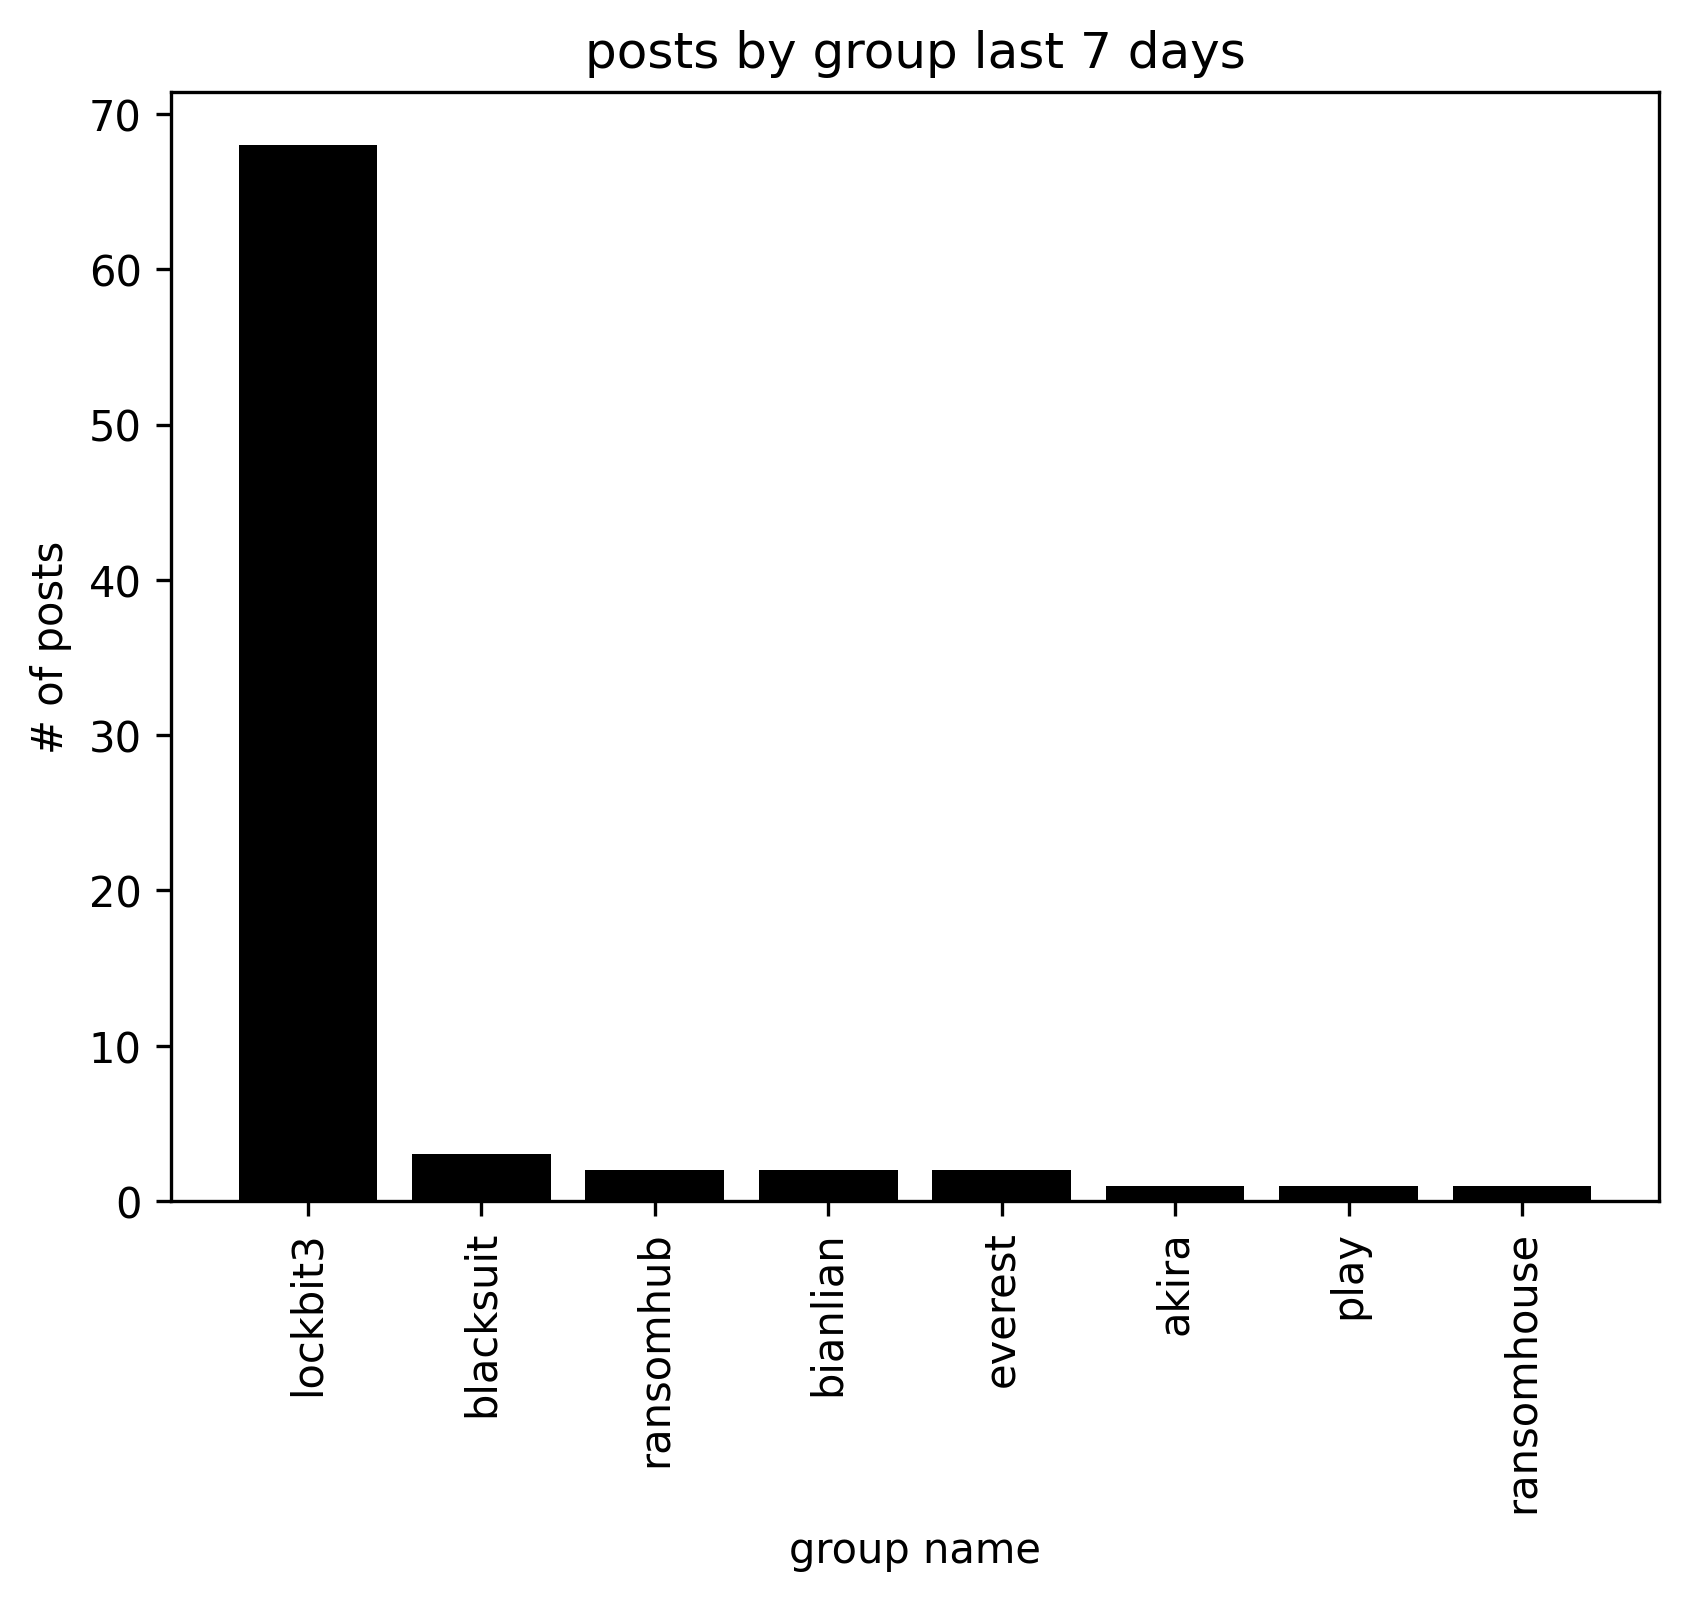 posts by group last 7 days
# of posts
70
60
50
40
30
20
10
0
lockbit3
blacksuit
ransomhub
bianlian
everest
akira
play
ransomhouse
group name